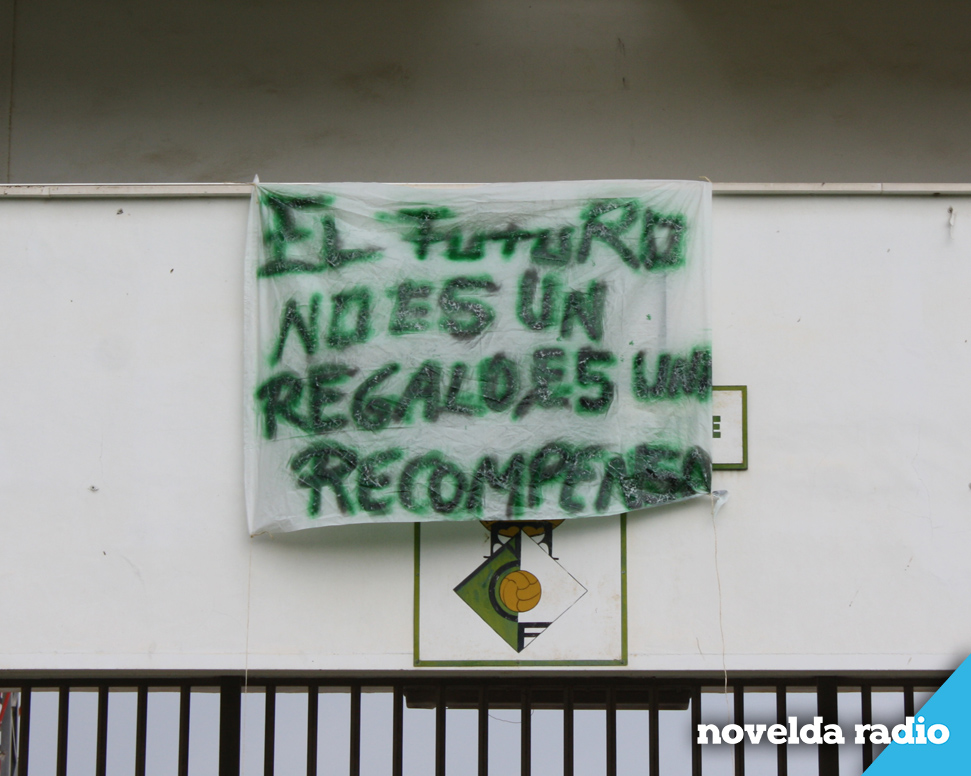 EL FUTURO
NO ES UN
REGALO,ES UNA
RECOMPENSA
E
C
F
novelda radio